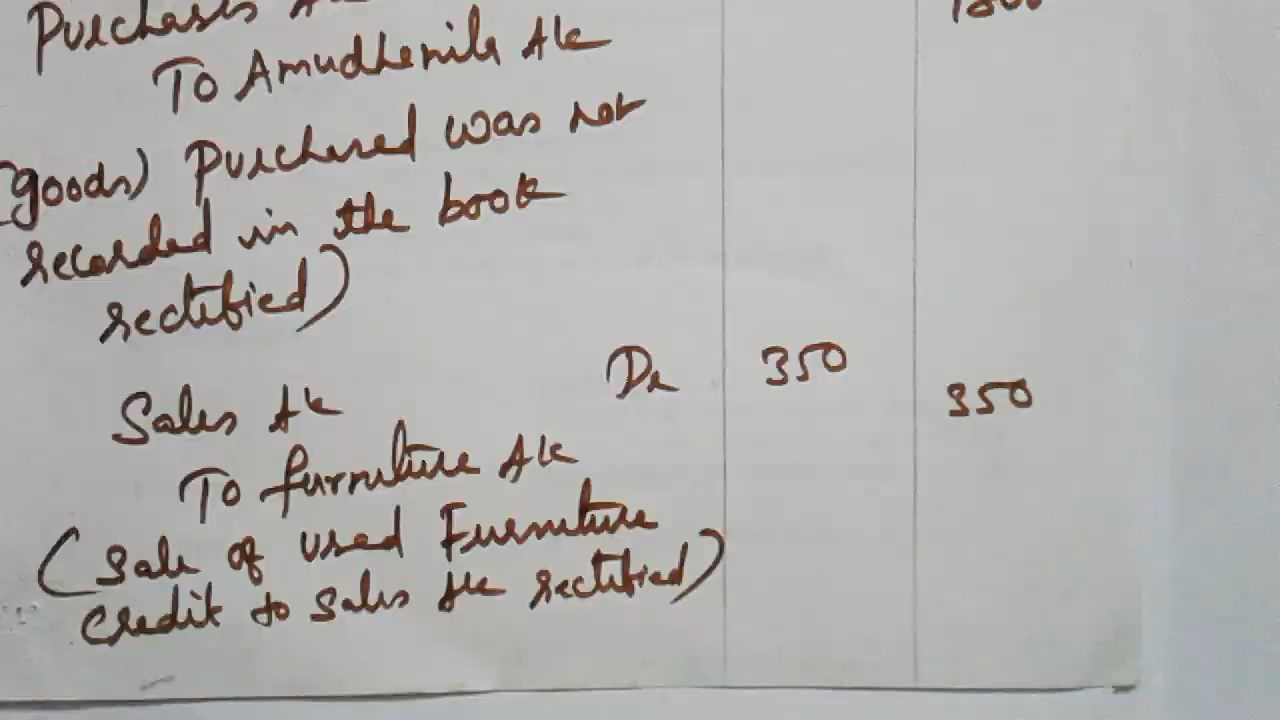 Purchases A/c
To Amudhenila A/c
(goods) Purchased was not
recorded in the book
rectified)
Sales A/c Dr 350
350
To furniture A/c
(Sale of used Furniture
Credit to Sales A/c rectified)